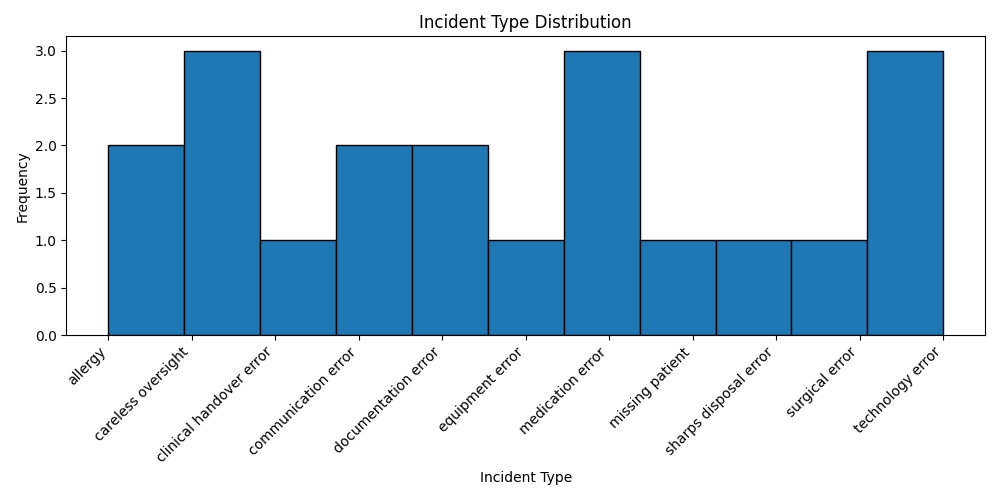 Incident Type Distribution
Frequency
3.0
2.5
2.0
1.5
1.0
0.5
0.0
allergy
careless oversight
clinical handover error
communication error
documentation error
equipment error
medication error
missing patient
sharps disposal error
surgical error
technology error
Incident Type